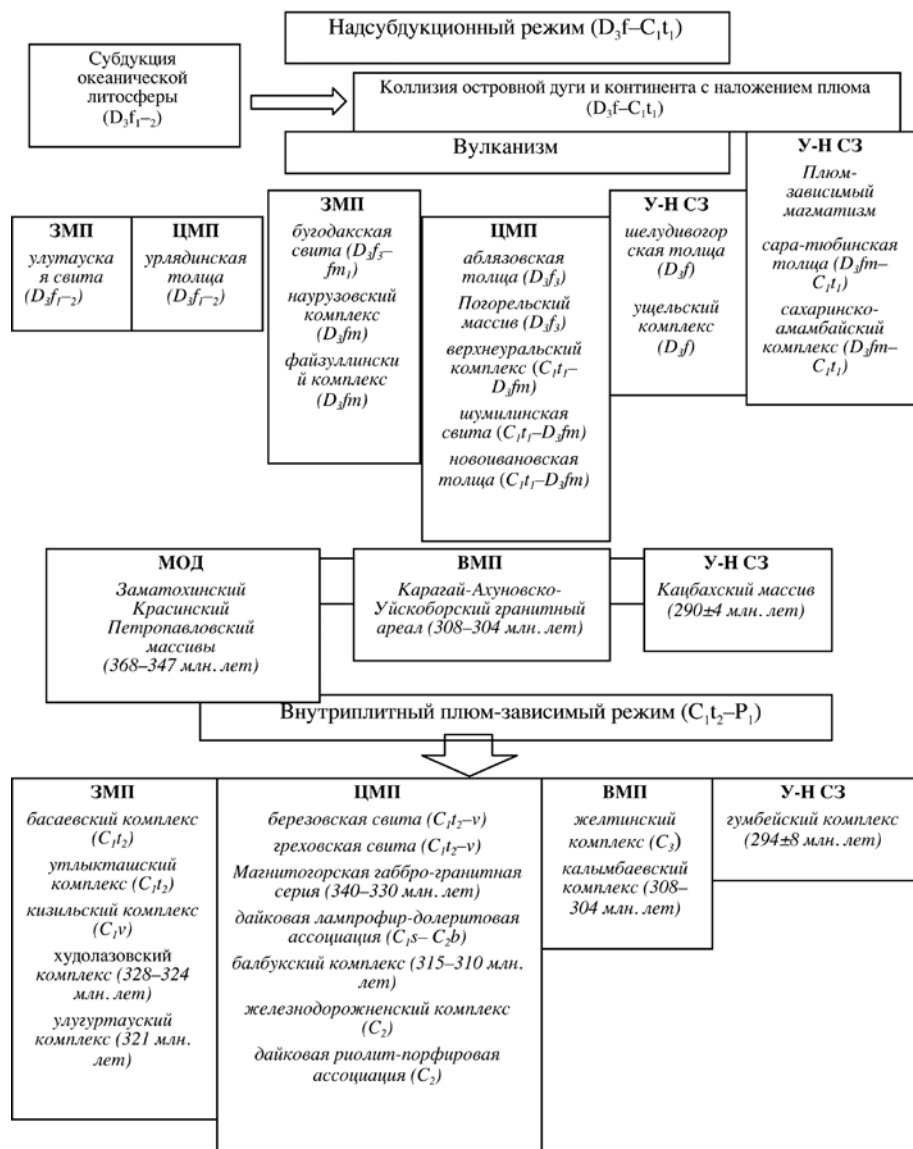 Надсубдукционный режим (D₃f–C₁t₁)
Субдукция
океанической
литосферы
(D₃f₁–₂)
Коллизия островной дуги и континента с наложением плюма
(D₃f–C₁t₁)
Вулканизм
ЗМП
улутауска
я свита
(D₃f₁–₂)
ЦМП
урлядинская
толща
(D₃f₁–₂)
ЗМП
бугодакская
свита (D₃f₃–
fm₁)
наурузовский
комплекс
(D₃fm)
файзуллински
й комплекс
(D₃fm)
ЦМП
аблязовская
толща (D₃f₃)
Погорельский
массив (D₃f₃)
верхнеуральский
комплекс (C₁t₁–
D₃fm)
шумилинская
свита (C₁t₁–D₃fm)
новоивановская
толща (C₁t₁–D₃fm)
У-Н СЗ
шелудивогор
ская толща
(D₃f)
ущельский
комплекс
(D₃f)
У-Н СЗ
Плюм-
зависимый
магматизм
сара-тюбинская
толща (D₃fm–
C₁t₁)
сахаринско-
амамбайский
комплекс (D₃fm–
C₁t₁)
МОД
Заматохинский
Красинский
Петропавловский
массивы
(368–347 млн. лет)
ВМП
Карагай-Ахуновско-
Уйскоборский гранитный
ареал (308–304 млн. лет)
У-Н СЗ
Кацбахский массив
(290±4 млн. лет)
Внутриплитный плюм-зависимый режим (C₁t₂–P₁)
ЗМП
басаевский комплекс
(C₁t₂)
утлыкташский
комплекс (C₁t₂)
кизильский комплекс
(C₁v)
худолазовский
комплекс (328–324
млн. лет)
улугуртауский
комплекс (321 млн.
лет)
ЦМП
березовская свита (C₁t₂–v)
греховская свита (C₁t₂–v)
Магнитогорская габбро-гранитная
серия (340–330 млн. лет)
дайковая лампрофир-долеритовая
ассоциация (C₁s– C₂b)
балбукский комплекс (315–310 млн.
лет)
железнодорожненский комплекс
(C₂)
дайковая риолит-порфировая
ассоциация (C₂)
ВМП
желтинский
комплекс (C₃)
калымбаевский
комплекс (308–
304 млн. лет)
У-Н СЗ
гумбейский комплекс
(294±8 млн. лет)